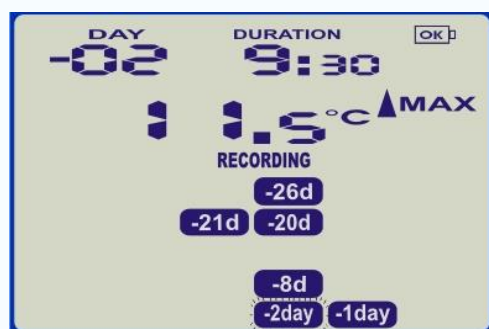 DAY DURATION OK
-02 9:30
11.5°C MAX
RECORDING
-26d
-21d -20d
-8d
-2day -1day